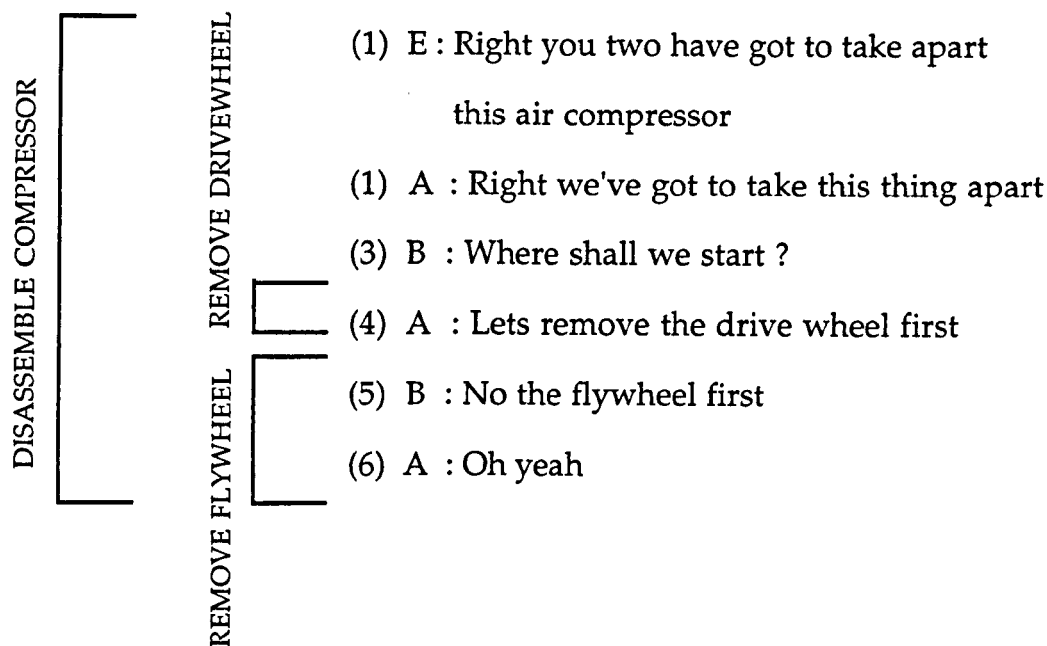 DISASSEMBLE COMPRESSOR
REMOVE DRIVEWHEEL
REMOVE FLYWHEEL
(1) E : Right you two have got to take apart
this air compressor
(1) A : Right we've got to take this thing apart
(3) B : Where shall we start ?
(4) A : Lets remove the drive wheel first
(5) B : No the flywheel first
(6) A : Oh yeah